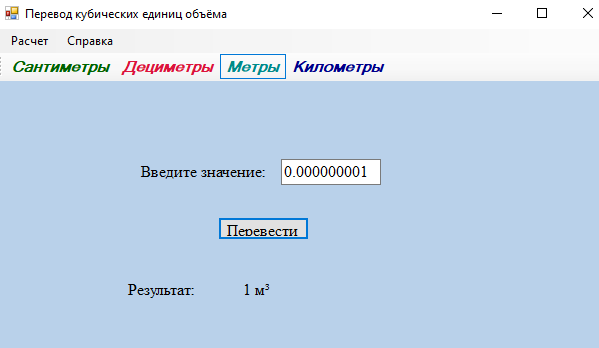 Перевод кубических единиц объёма
Расчет Справка
Сантиметры Дециметры Метры Километры
Введите значение: 0.000000001
Перевести
Результат: 1 м³